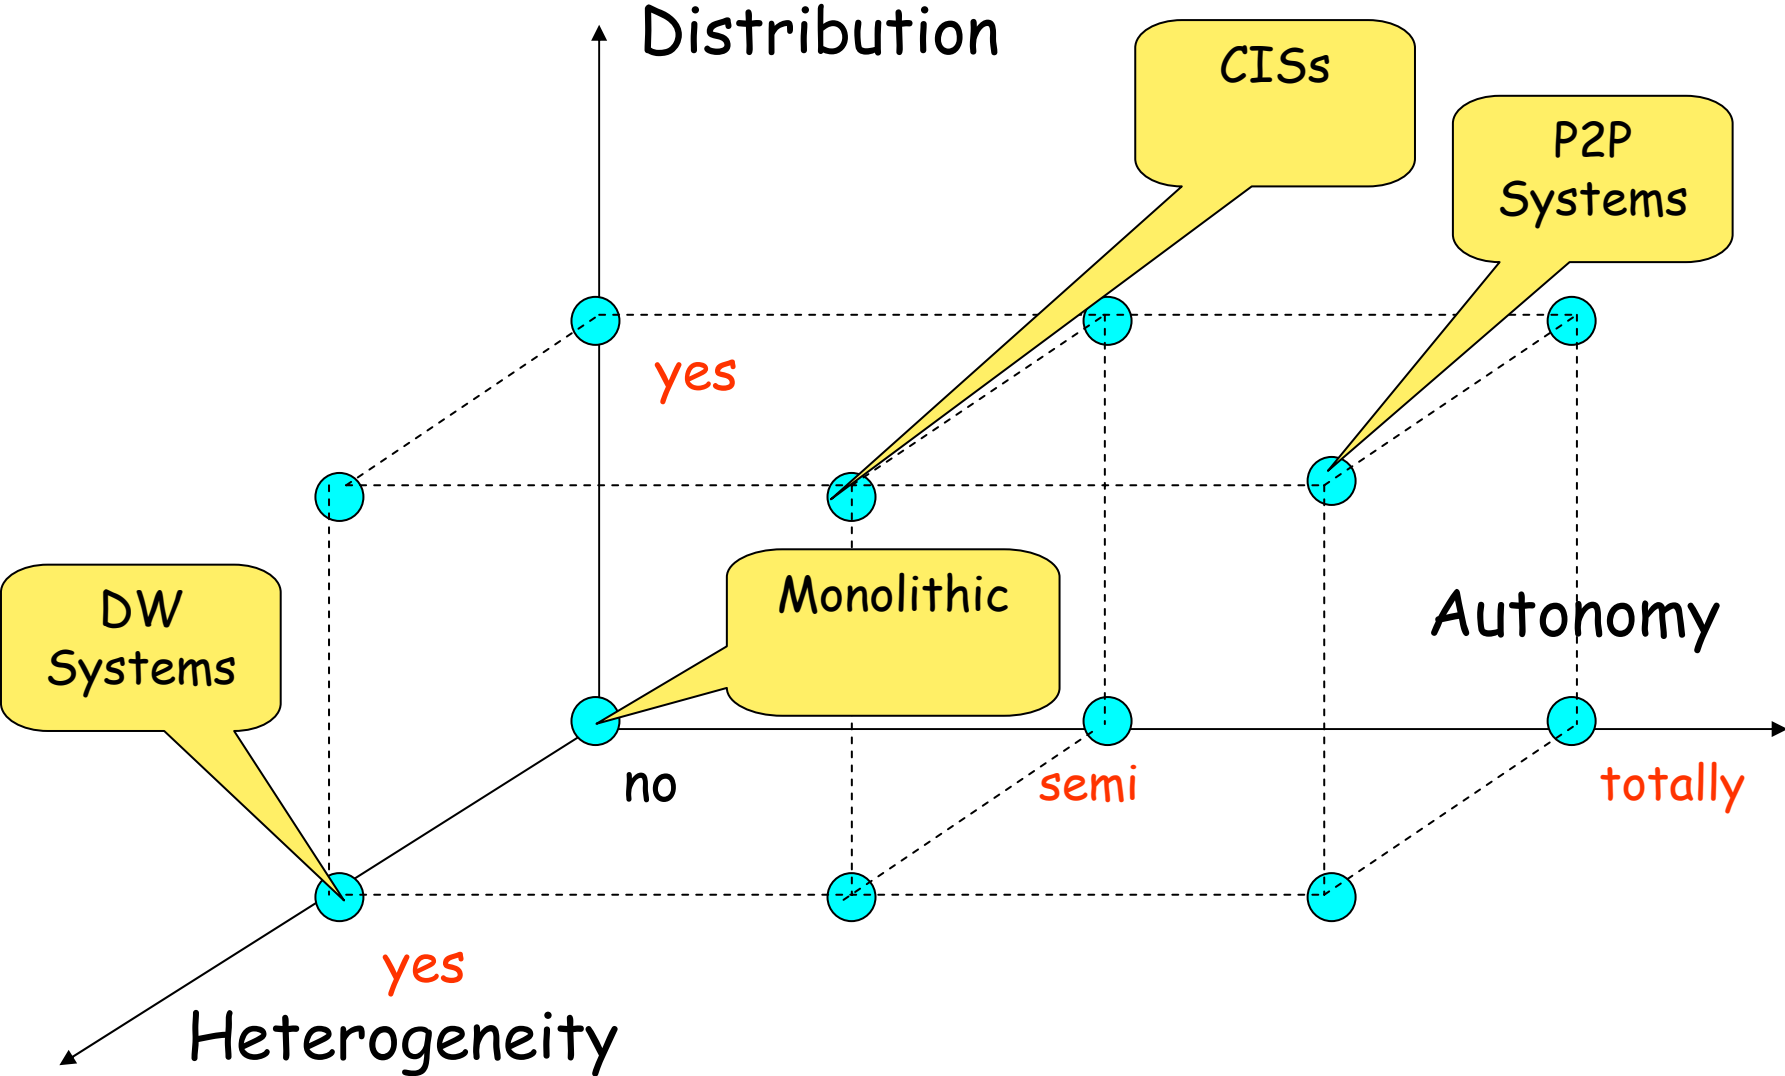 Distribution
CISs
P2P
Systems
yes
DW
Systems
Monolithic
Autonomy
no
semi
totally
yes
Heterogeneity